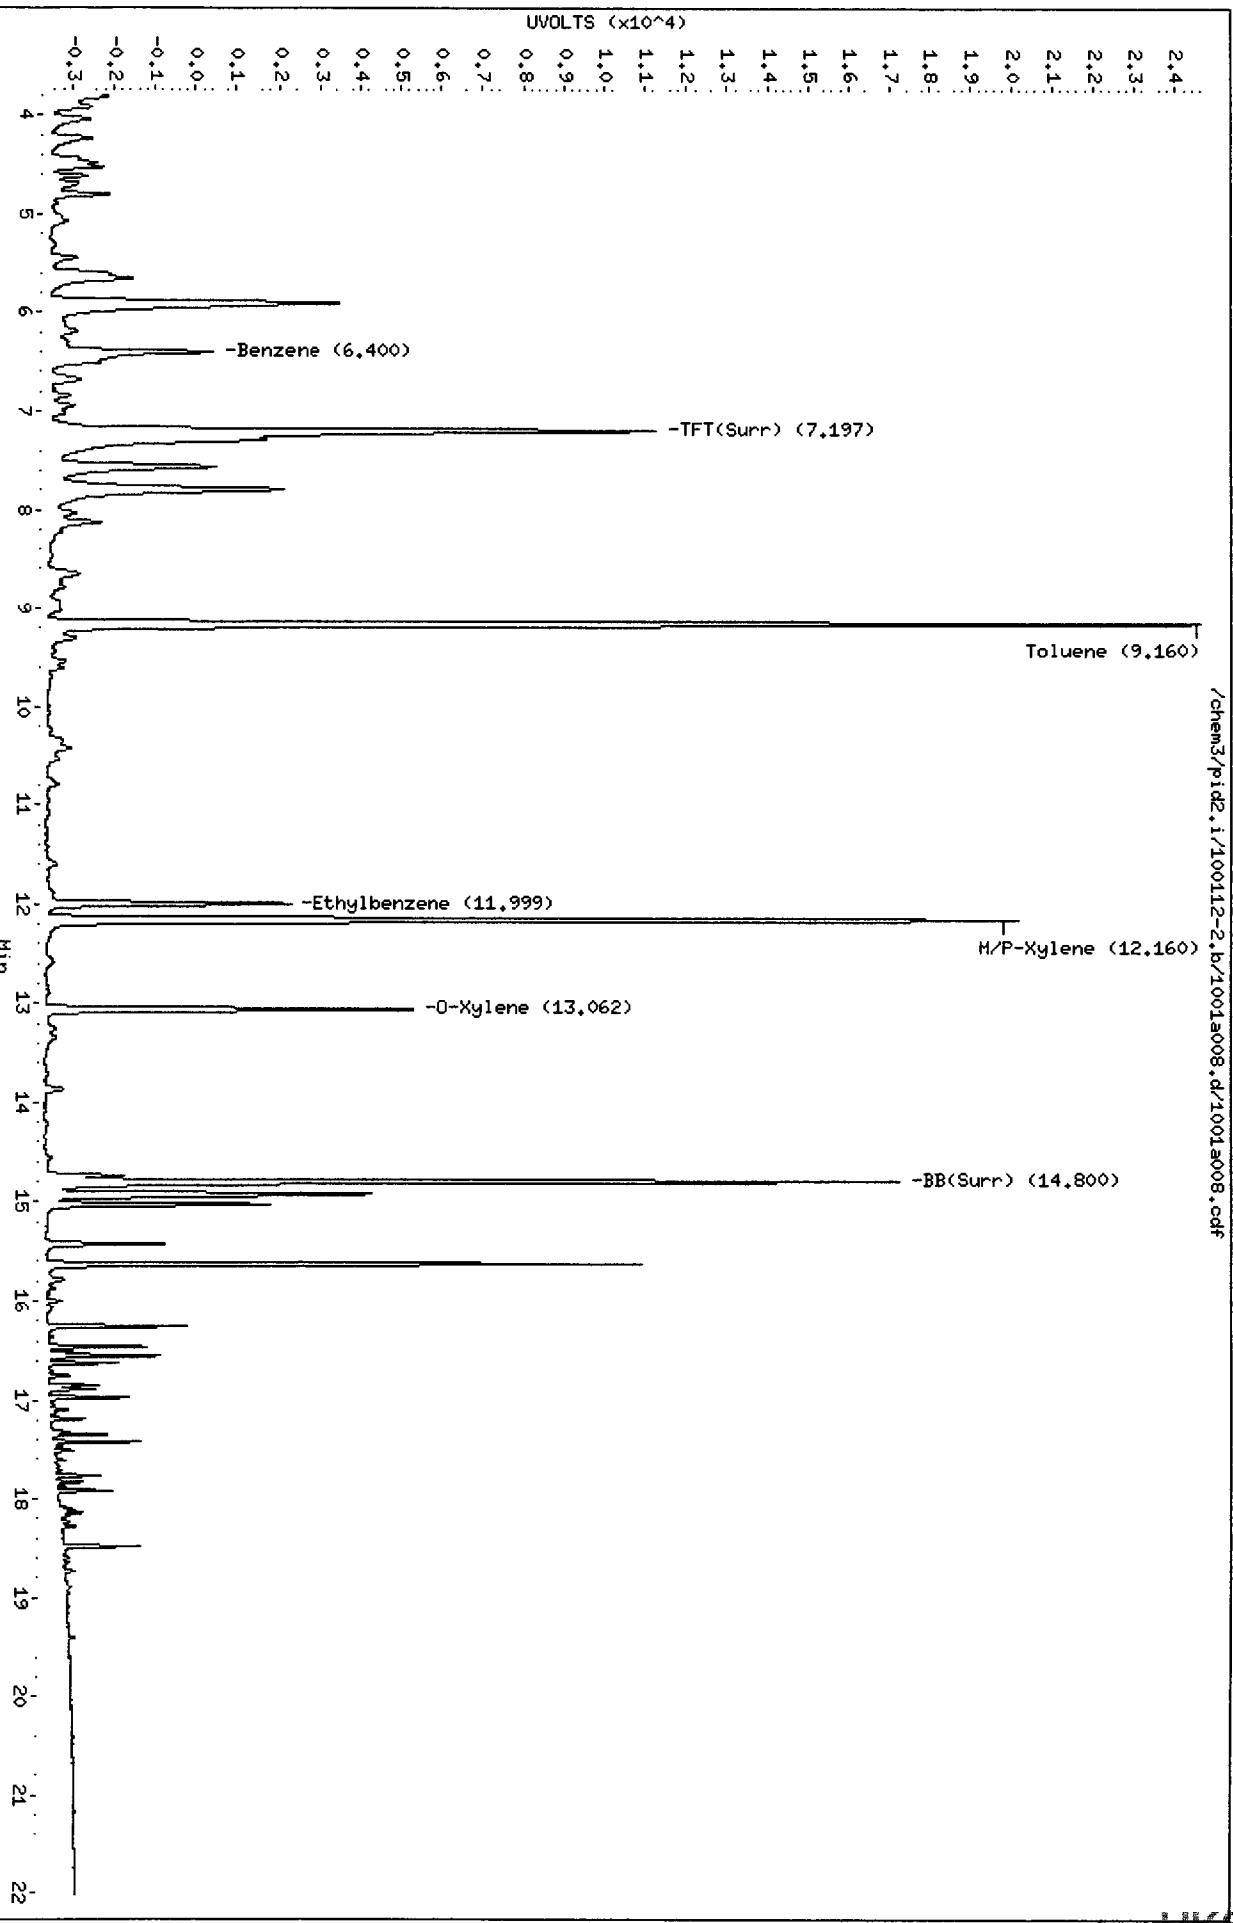 /chem3/pid2.i/100112-2.b/1001a008.d/1001a008.cdf
UVOLTS (x10^4)
2.4
2.3
2.2
2.1
2.0
1.9
1.8
1.7
1.6
1.5
1.4
1.3
1.2
1.1
1.0
0.9
0.8
0.7
0.6
0.5
0.4
0.3
0.2
0.1
0.0
-0.1
-0.2
-0.3
-Benzene (6.400)
-TFT(Surr) (7.197)
Toluene (9.160)
-Ethylbenzene (11.999)
M/P-Xylene (12.160)
-O-Xylene (13.062)
-BB(Surr) (14.800)
4 5 6 7 8 9 10 11 12 13 14 15 16 17 18 19 20 21 22
Min